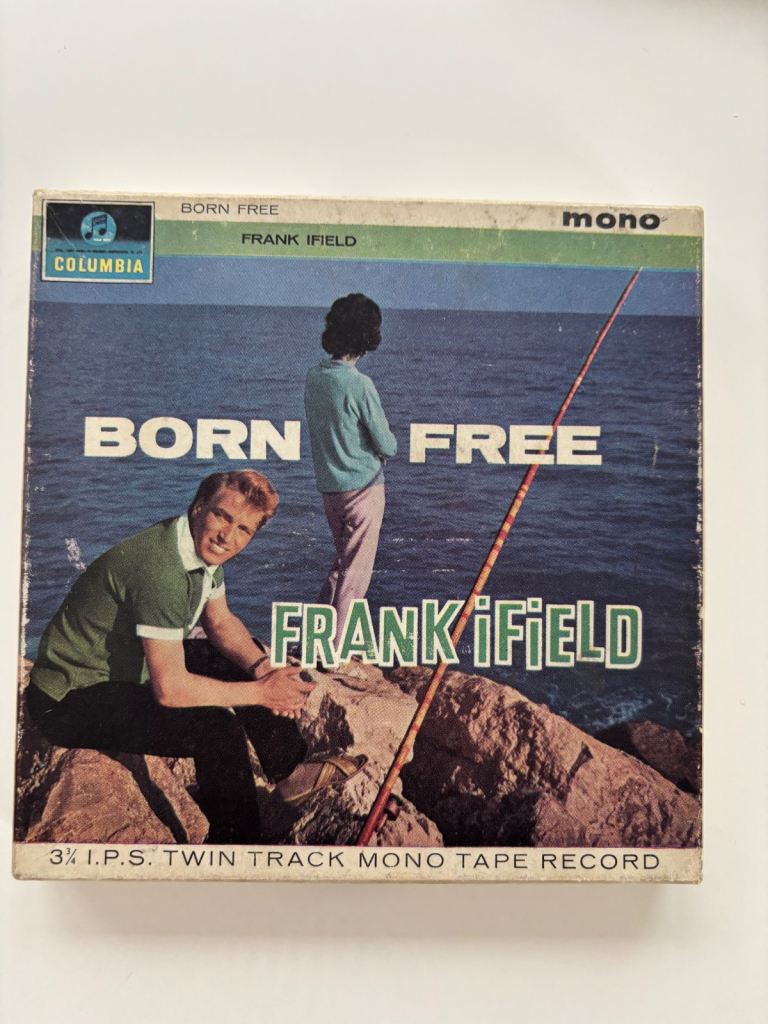 BORN FREE
mono
FRANK IFIELD
COLUMBIA
BORN FREE
FRANK iFiELD
3¾ I.P.S. TWIN TRACK MONO TAPE RECORD